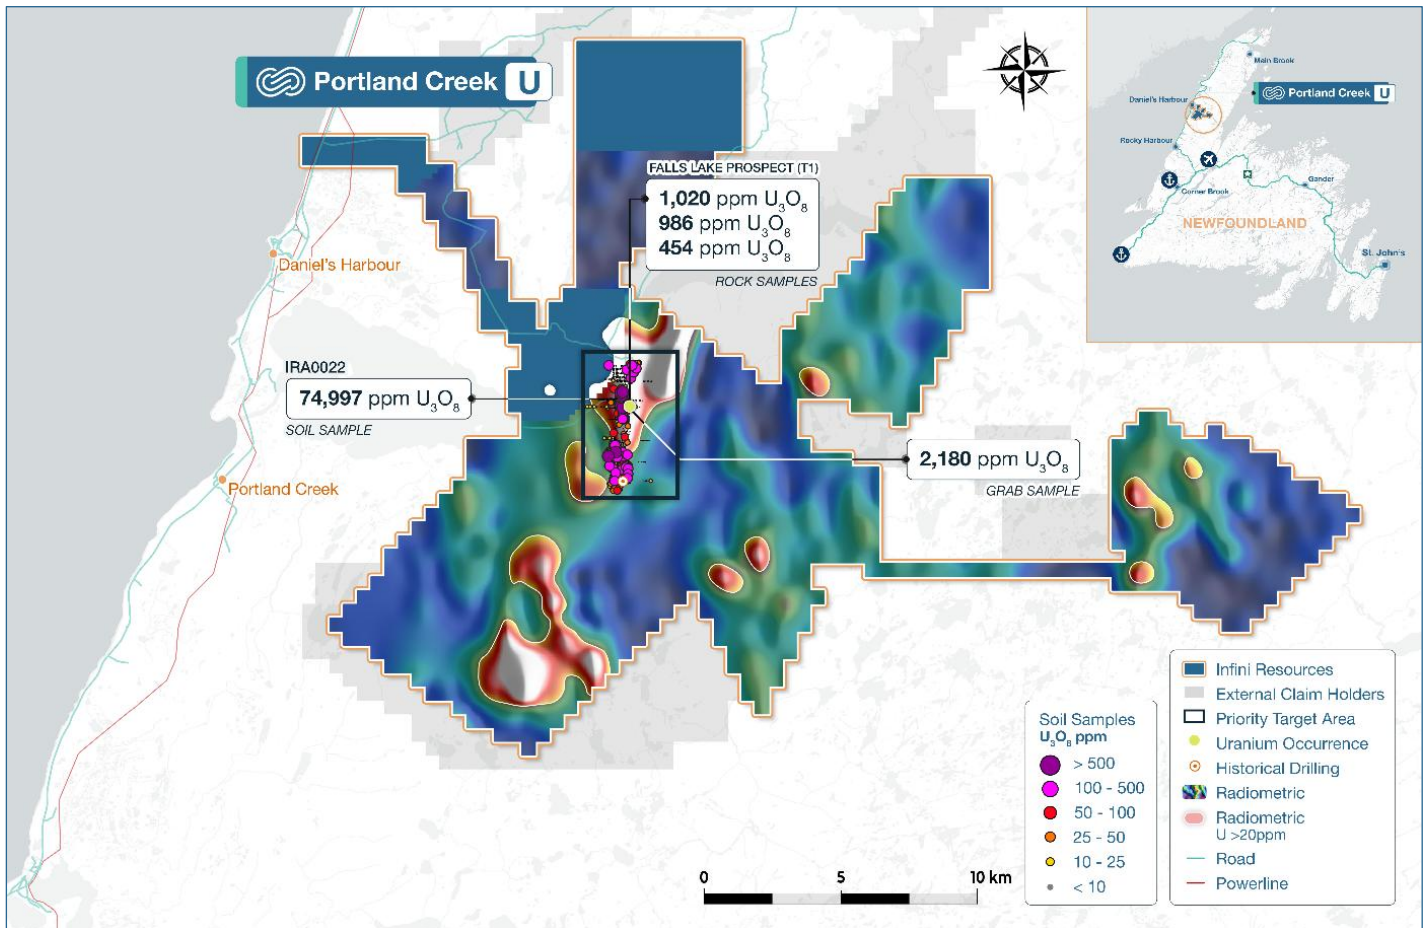 Portland Creek U
Main Brook
Daniel's Harbour
Portland Creek U
Rocky Harbour
Corner Brook
Gander
NEWFOUNDLAND
St. John's
FALLS LAKE PROSPECT (T1)
1,020 ppm U₃O₈
986 ppm U₃O₈
454 ppm U₃O₈
ROCK SAMPLES
Daniel's Harbour
IRA0022
74,997 ppm U₃O₈
SOIL SAMPLE
2,180 ppm U₃O₈
GRAB SAMPLE
Portland Creek
Soil Samples
U₃O₈ ppm
> 500
100 - 500
50 - 100
25 - 50
10 - 25
< 10
Infini Resources
External Claim Holders
Priority Target Area
Uranium Occurrence
Historical Drilling
Radiometric
Radiometric
U >20ppm
Road
Powerline
0 5 10 km